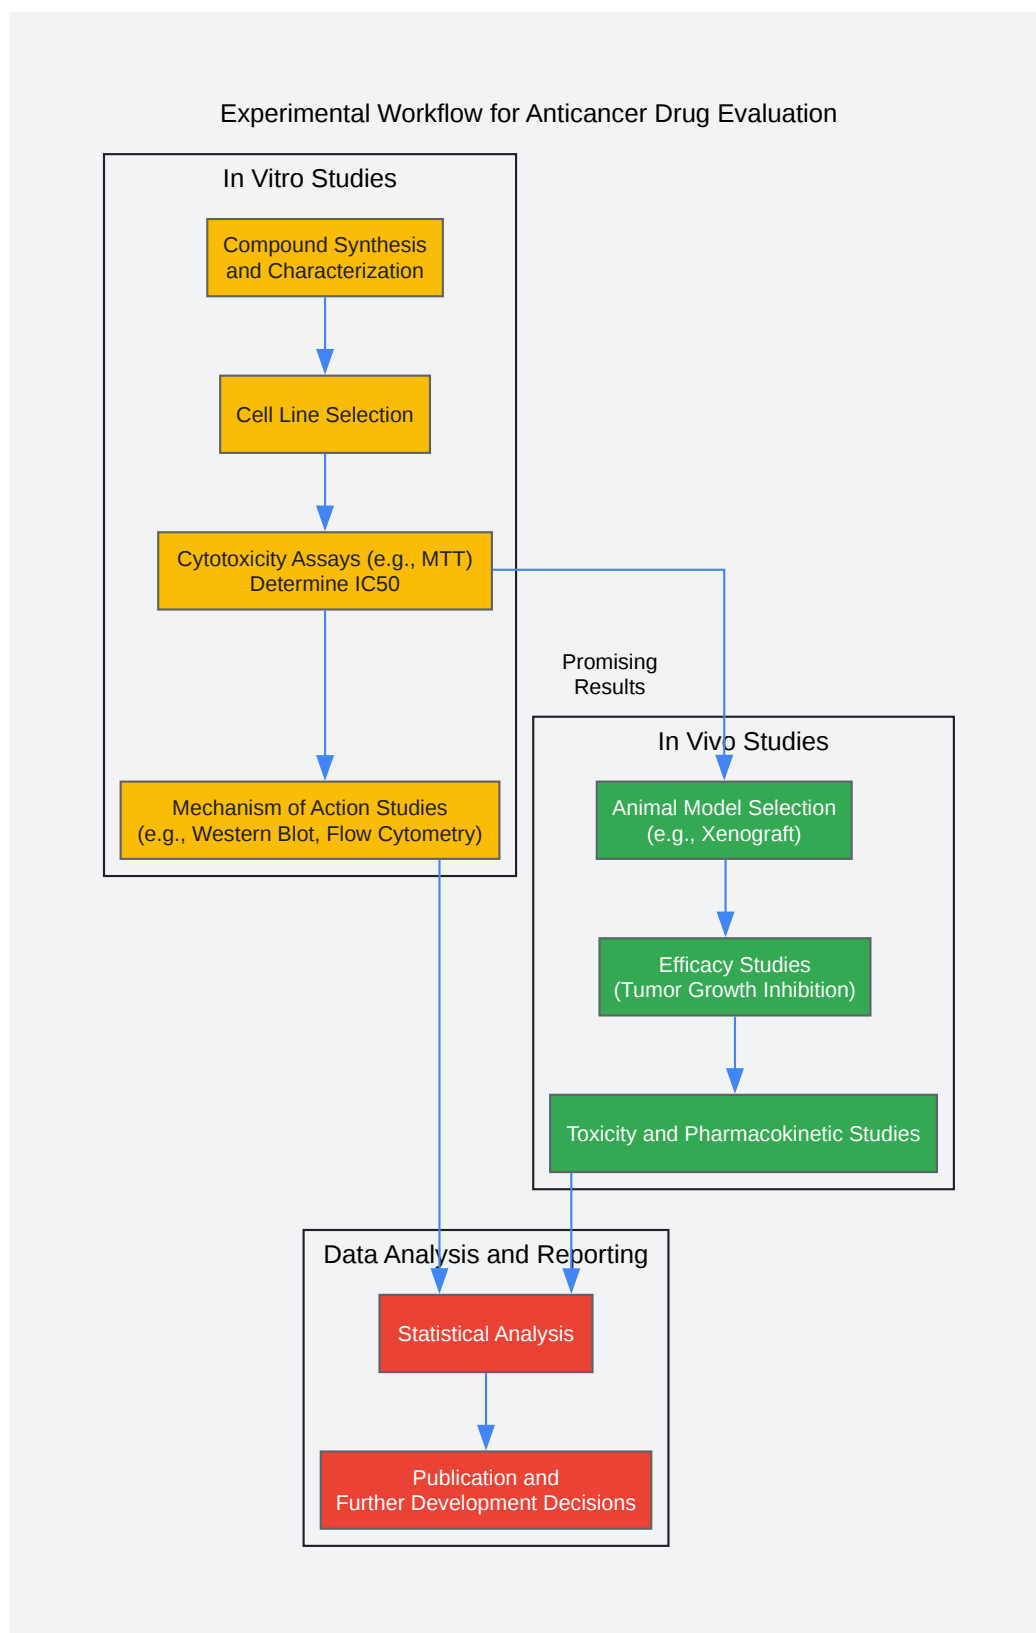 Experimental Workflow for Anticancer Drug Evaluation
In Vitro Studies
Compound Synthesis
and Characterization
Cell Line Selection
Cytotoxicity Assays (e.g., MTT)
Determine IC50
Promising
Results
Mechanism of Action Studies
(e.g., Western Blot, Flow Cytometry)
In Vivo Studies
Animal Model Selection
(e.g., Xenograft)
Efficacy Studies
(Tumor Growth Inhibition)
Toxicity and Pharmacokinetic Studies
Data Analysis and Reporting
Statistical Analysis
Publication and
Further Development Decisions